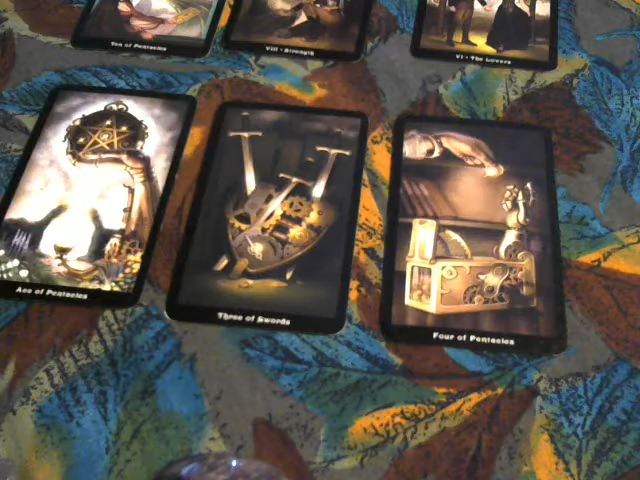 Ten of Pentacles
VIII • Strength
VI • The Lovers
Ace of Pentacles
Three of Swords
Four of Pentacles